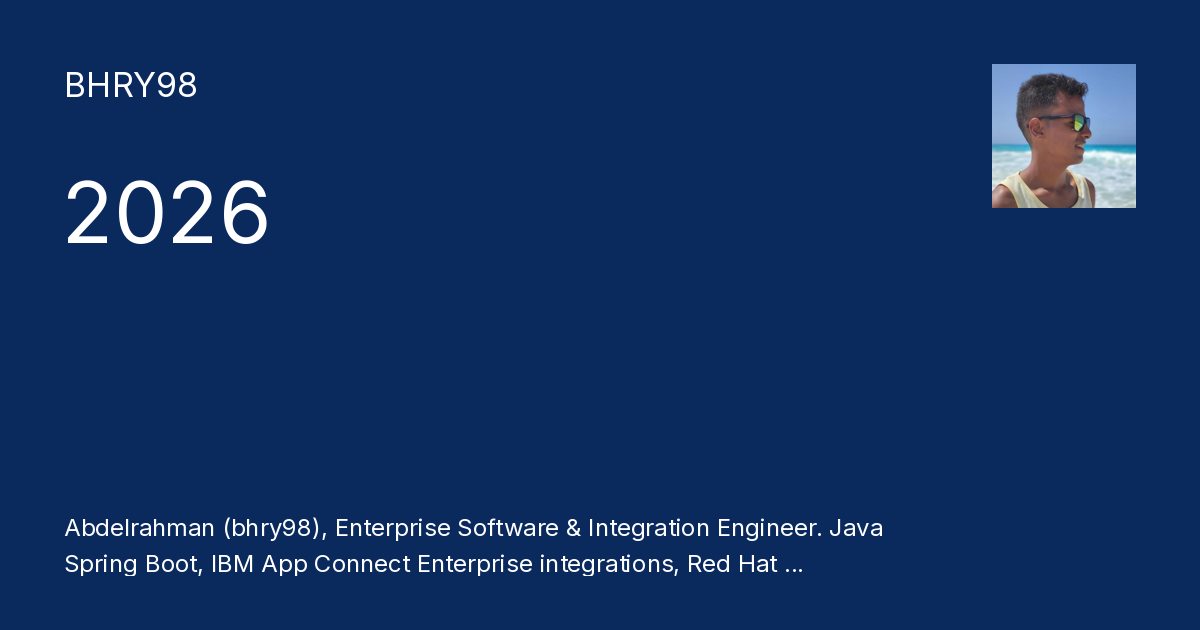 BHRY98
2026
Abdelrahman (bhry98), Enterprise Software & Integration Engineer. Java
Spring Boot, IBM App Connect Enterprise integrations, Red Hat ...